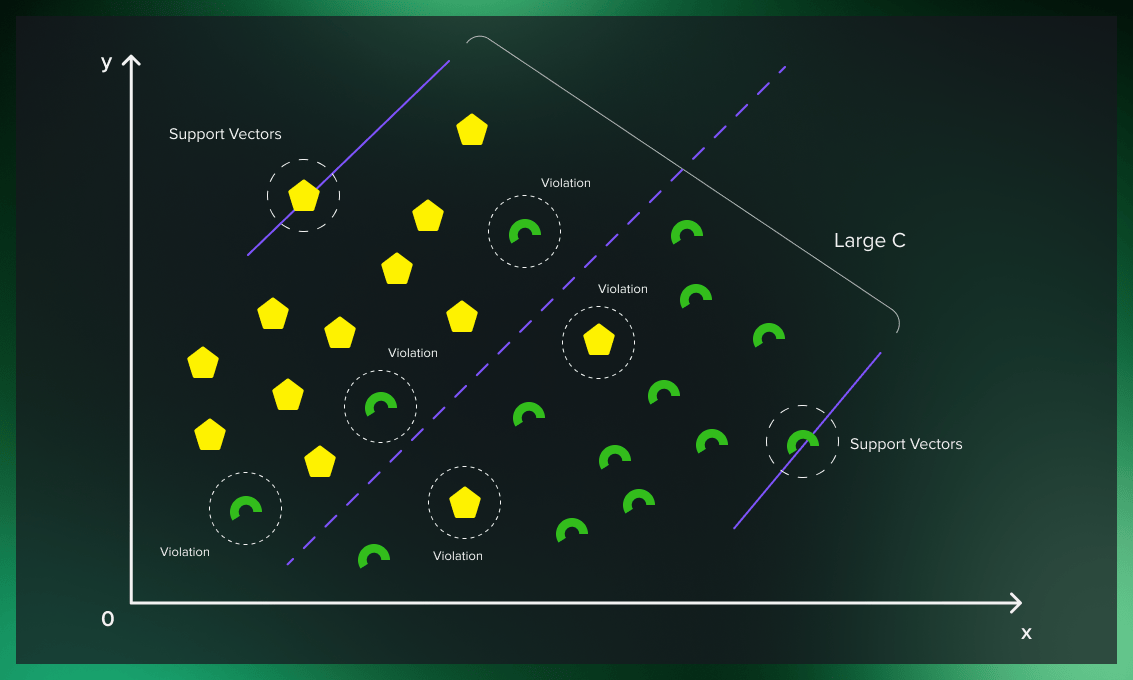 y
Support Vectors
Violation
Large C
Violation
Violation
Support Vectors
Violation
Violation
0
x